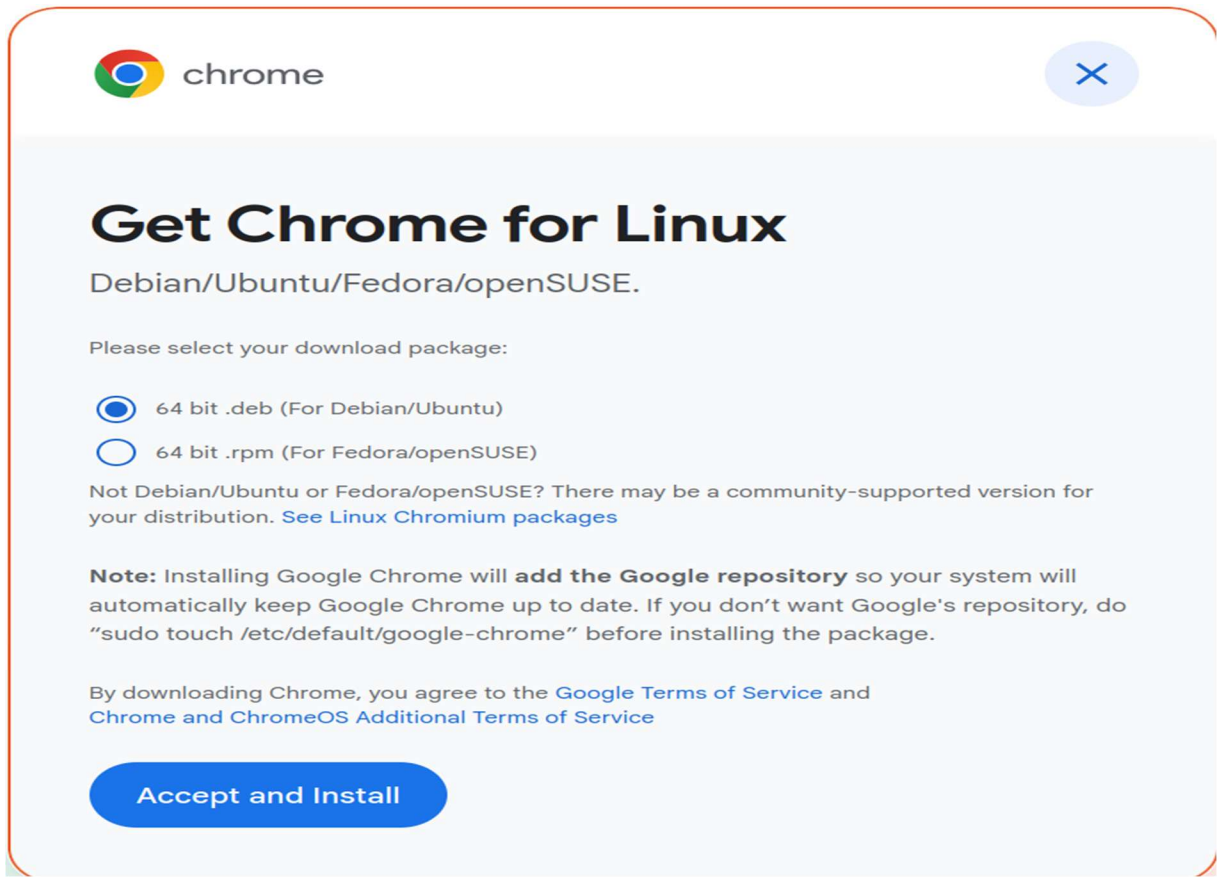 chrome
Get Chrome for Linux
Debian/Ubuntu/Fedora/openSUSE.
Please select your download package:
64 bit .deb (For Debian/Ubuntu)
64 bit .rpm (For Fedora/openSUSE)
Not Debian/Ubuntu or Fedora/openSUSE? There may be a community-supported version for
your distribution. See Linux Chromium packages
Note: Installing Google Chrome will add the Google repository so your system will
automatically keep Google Chrome up to date. If you don’t want Google's repository, do
“sudo touch /etc/default/google-chrome” before installing the package.
By downloading Chrome, you agree to the Google Terms of Service and
Chrome and ChromeOS Additional Terms of Service
Accept and Install